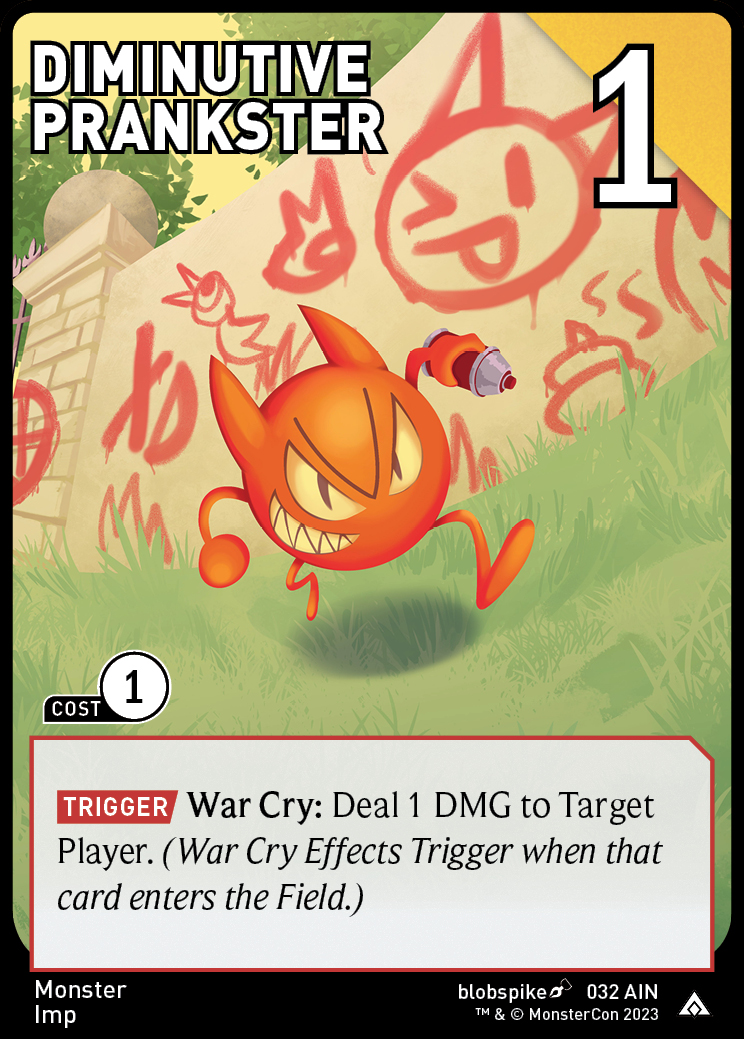 DIMINUTIVE
PRANKSTER
1
COST 1
TRIGGER War Cry: Deal 1 DMG to Target
Player. (War Cry Effects Trigger when that
card enters the Field.)
Monster
Imp
blobspike 032 AIN
™ & © MonsterCon 2023